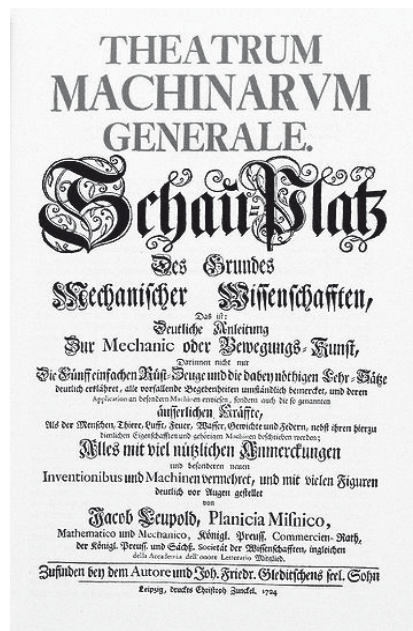 THEATRUM
MACHINARVM
GENERALE.
Schau-Platz
Des Grundes
Mechanischer Wissenschafften,
Das ist:
Deutliche Anleitung
Zur Mechanic oder Bewegungs-Kunst,
Darinnen nicht nur
Die Fünff einfachen Rüst-Zeuge und die dabey nöthigen Lehr-Sätze
deutlich erkläret, alle vorfallende Begebenheiten umständlich bemercket, und deren
Application an besondern Machinen erwiesen, sondern auch die so genannten
äusserlichen Kräffte,
Als der Menschen, Thiere, Lufft, Feuer, Wasser, Gewichte und Federn, nebst ihren hierzu
dienlichen Eigenschafften und gehörigen Machinen beschrieben worden;
Alles mit viel nützlichen Anmerckungen
und besonderen neuen
Inventionibus und Machinen vermehret, und mit vielen Figuren
deutlich vor Augen gestellet
von
Jacob Leupold, Planicia Misnico,
Mathematico und Mechanico, Königl. Preuss. Commercien-Rath,
der Königl. Preuss. und Sächß. Societät der Wissenschafften, ingleichen
della Accademia dell' onore Letterario Mitglied.
Zufinden bey dem Autore und Joh. Friedr. Gleditschens seel. Sohn
Leipzig, druckts Christoph Zunckel. 1724